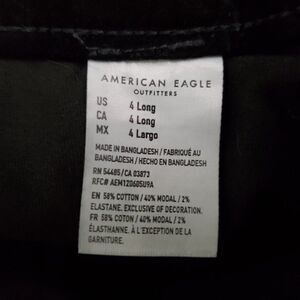 AMERICAN EAGLE
OUTFITTERS
US 4 Long
CA 4 Long
MX 4 Largo
MADE IN BANGLADESH / FABRIQUÉ AU
BANGLADESH / HECHO EN BANGLADESH
RN 54485/CA 03873
RFC# AEM120605U9A
EN: 58% COTTON / 40% MODAL / 2%
ELASTANE. EXCLUSIVE OF DECORATION.
FR: 58% COTON / 40% MODAL / 2%
ÉLASTHANNE. À L'EXCEPTION DE LA
GARNITURE.